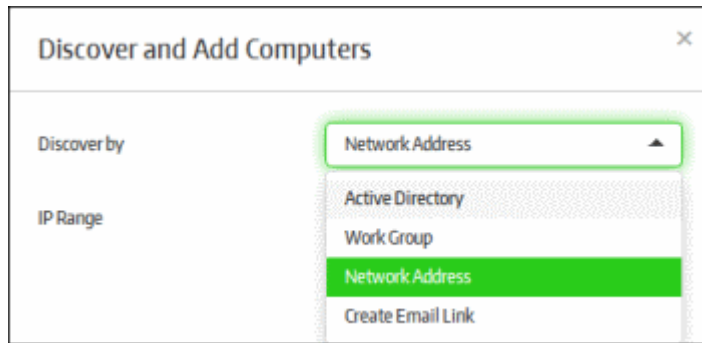 Discover and Add Computers
×
Discover by
Network Address
IP Range
Active Directory
Work Group
Network Address
Create Email Link